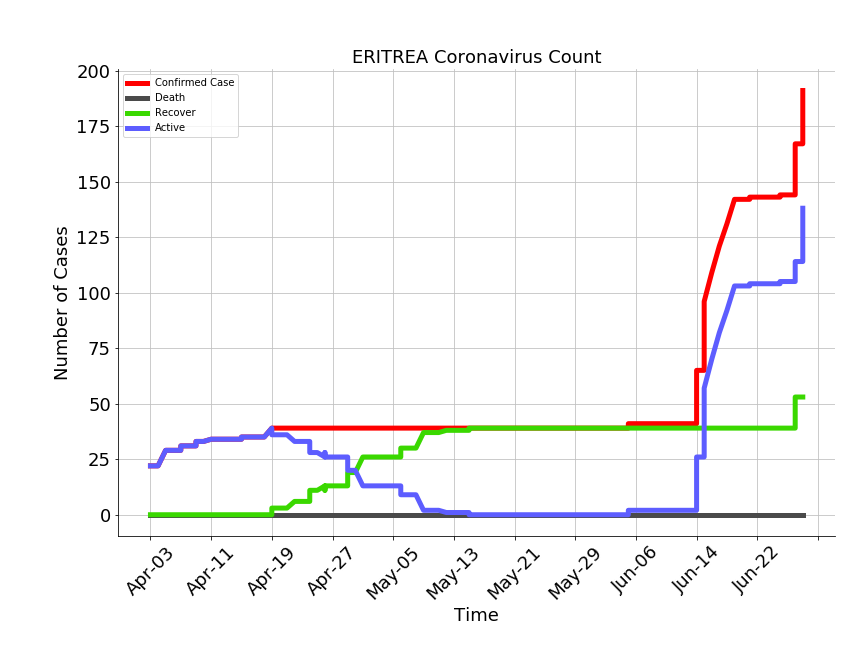 ERITREA Coronavirus Count
Confirmed Case
Death
Recover
Active
Number of Cases
200
175
150
125
100
75
50
25
0
Apr-03
Apr-11
Apr-19
Apr-27
May-05
May-13
May-21
May-29
Jun-06
Jun-14
Jun-22
Time